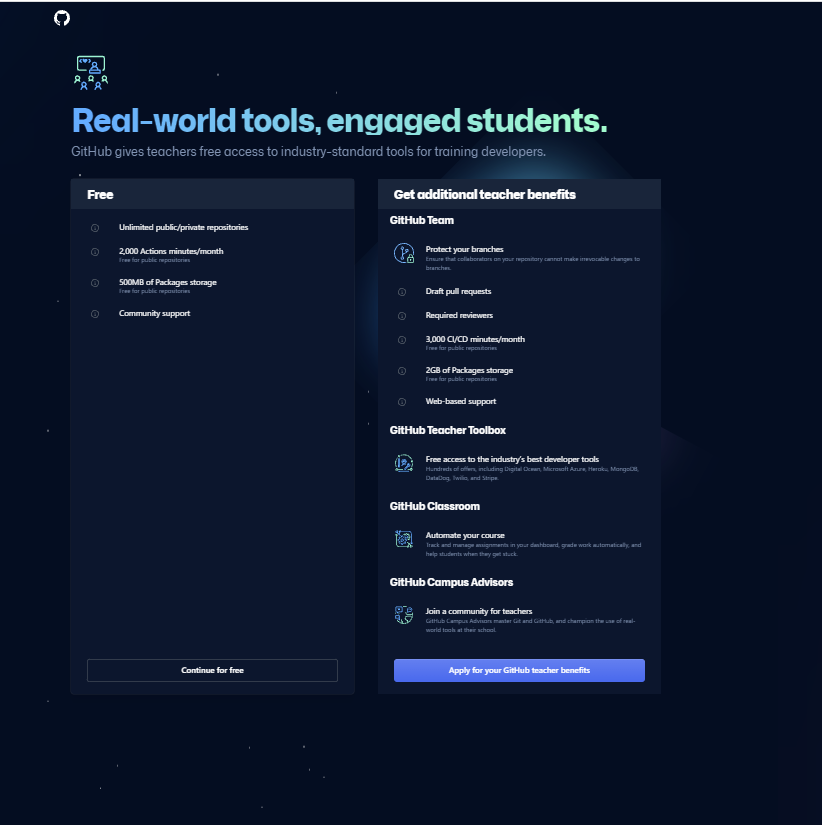 Real-world tools, engaged students.
GitHub gives teachers free access to industry-standard tools for training developers.
Free
Unlimited public/private repositories
2,000 Actions minutes/month
Free for public repositories
500MB of Packages storage
Free for public repositories
Community support
Continue for free
Get additional teacher benefits
GitHub Team
Protect your branches
Ensure that collaborators on your repository cannot make irrevocable changes to
branches.
Draft pull requests
Required reviewers
3,000 CI/CD minutes/month
Free for public repositories
2GB of Packages storage
Free for public repositories
Web-based support
GitHub Teacher Toolbox
Free access to the industry's best developer tools
Hundreds of offers, including Digital Ocean, Microsoft Azure, Heroku, MongoDB,
DataDog, Twilio, and Stripe.
GitHub Classroom
Automate your course
Track and manage assignments in your dashboard, grade work automatically, and
help students when they get stuck.
GitHub Campus Advisors
Join a community for teachers
GitHub Campus Advisors master Git and GitHub, and champion the use of real-
world tools at their school.
Apply for your GitHub teacher benefits